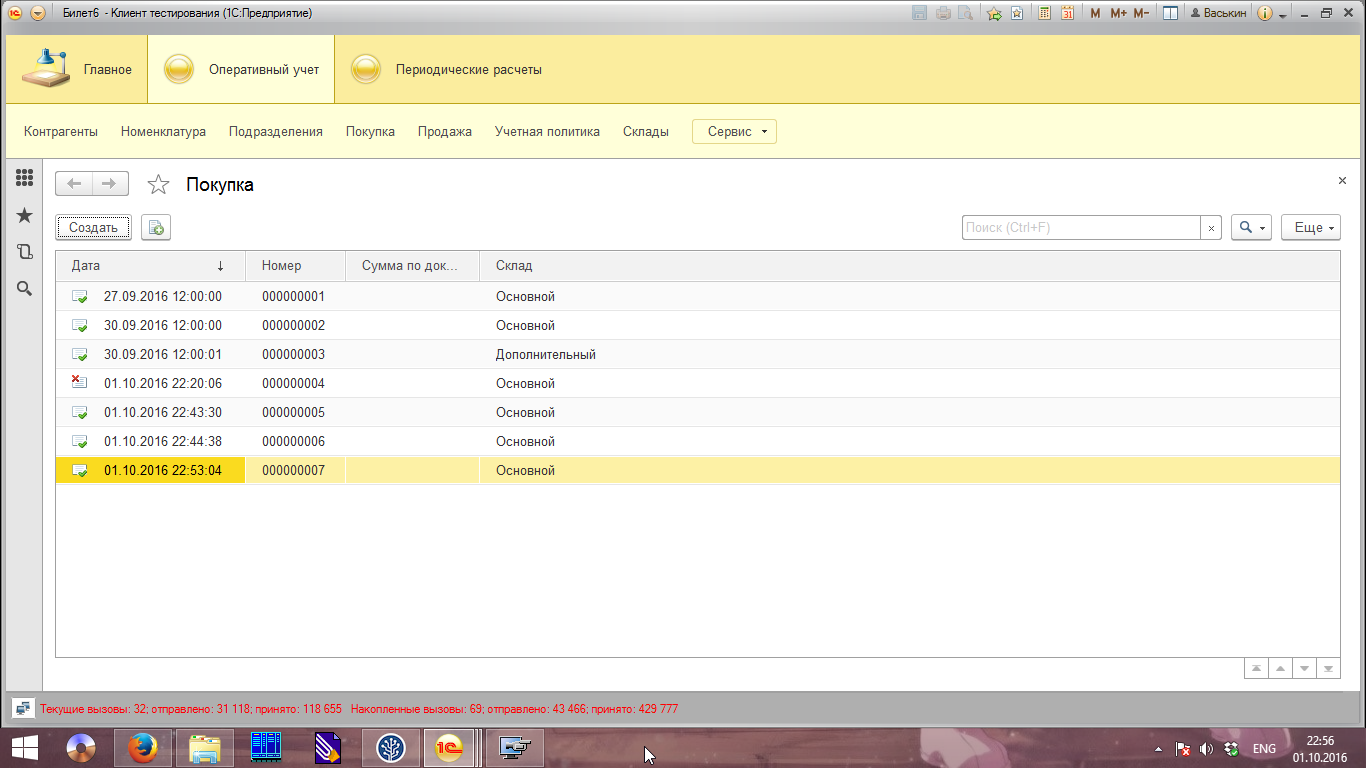 Билет6 - Клиент тестирования (1С:Предприятие)
31 M M+ M- Васькин
Главное Оперативный учет Периодические расчеты
Контрагенты Номенклатура Подразделения Покупка Продажа Учетная политика Склады Сервис
Покупка
Создать Поиск (Ctrl+F) Еще
Дата Номер Сумма по док... Склад
27.09.2016 12:00:00 000000001 Основной
30.09.2016 12:00:00 000000002 Основной
30.09.2016 12:00:01 000000003 Дополнительный
01.10.2016 22:20:06 000000004 Основной
01.10.2016 22:43:30 000000005 Основной
01.10.2016 22:44:38 000000006 Основной
01.10.2016 22:53:04 000000007 Основной
Текущие вызовы: 32; отправлено: 31 118; принято: 118 655 Накопленные вызовы: 69; отправлено: 43 466; принято: 429 777
1С ENG 22:56
01.10.2016